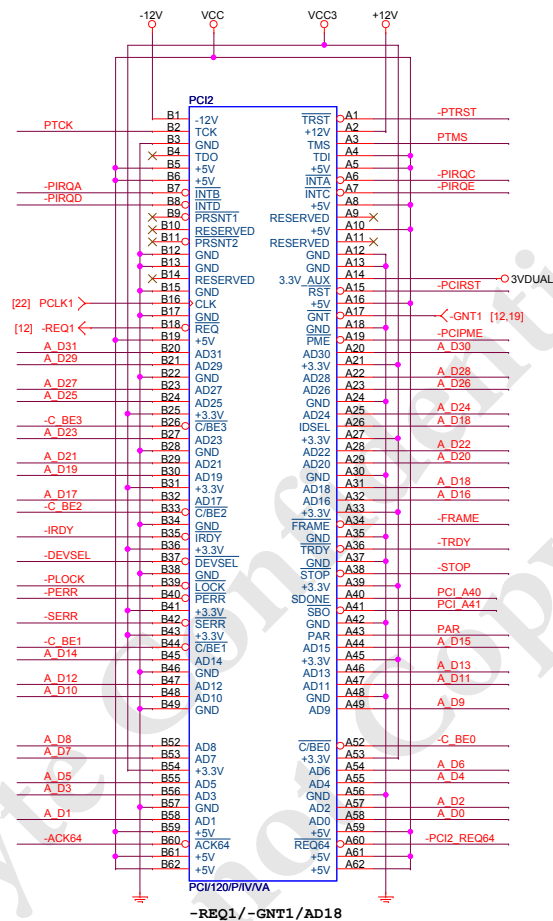 -12V VCC VCC3 +12V
PCI2
B1 -12V TRST A1 -PTRST
PTCK B2 TCK +12V A2
B3 GND TMS A3 PTMS
B4 TDO TDI A4
B5 +5V +5V A5
B6 +5V INTA A6 -PIRQC
-PIRQA B7 INTB INTC A7 -PIRQE
-PIRQD B8 INTD +5V A8
B9 PRSNT1 RESERVED A9
B10 RESERVED +5V A10
B11 PRSNT2 RESERVED A11
B12 GND GND A12
B13 GND GND A13
B14 RESERVED 3.3V_AUX A14 3VDUAL
B15 GND RST A15 -PCIRST
[22] PCLK1 B16 CLK +5V A16
B17 GND GNT A17 -GNT1 [12,19]
[12] -REQ1 B18 REQ GND A18
B19 +5V PME A19 -PCIPME
A_D31 B20 AD31 AD30 A20 A_D30
A_D29 B21 AD29 +3.3V A21
B22 GND AD28 A22 A_D28
A_D27 B23 AD27 AD26 A23 A_D26
A_D25 B24 AD25 GND A24
B25 +3.3V AD24 A25 A_D24
-C_BE3 B26 C/BE3 IDSEL A26 A_D18
A_D23 B27 AD23 +3.3V A27
B28 GND AD22 A28 A_D22
A_D21 B29 AD21 AD20 A29 A_D20
A_D19 B30 AD19 GND A30
B31 +3.3V AD18 A31 A_D18
A_D17 B32 AD17 AD16 A32 A_D16
-C_BE2 B33 C/BE2 +3.3V A33
B34 GND FRAME A34 -FRAME
-IRDY B35 IRDY GND A35
B36 +3.3V TRDY A36 -TRDY
-DEVSEL B37 DEVSEL GND A37
B38 GND STOP A38 -STOP
-PLOCK B39 LOCK +3.3V A39
-PERR B40 PERR SDONE A40 PCI_A40
B41 +3.3V SBO A41 PCI_A41
-SERR B42 SERR GND A42
B43 +3.3V PAR A43 PAR
-C_BE1 B44 C/BE1 AD15 A44 A_D15
A_D14 B45 AD14 +3.3V A45
B46 GND AD13 A46 A_D13
A_D12 B47 AD12 AD11 A47 A_D11
A_D10 B48 AD10 GND A48
B49 GND AD9 A49 A_D9
A_D8 B52 AD8 C/BE0 A52 -C_BE0
A_D7 B53 AD7 +3.3V A53
B54 +3.3V AD6 A54 A_D6
A_D5 B55 AD5 AD4 A55 A_D4
A_D3 B56 AD3 GND A56
B57 GND AD2 A57 A_D2
A_D1 B58 AD1 AD0 A58 A_D0
B59 +5V +5V A59
-ACK64 B60 ACK64 REQ64 A60 -PCI2_REQ64
B61 +5V +5V A61
B62 +5V +5V A62
PCI/120/P/IV/VA
-REQ1/-GNT1/AD18